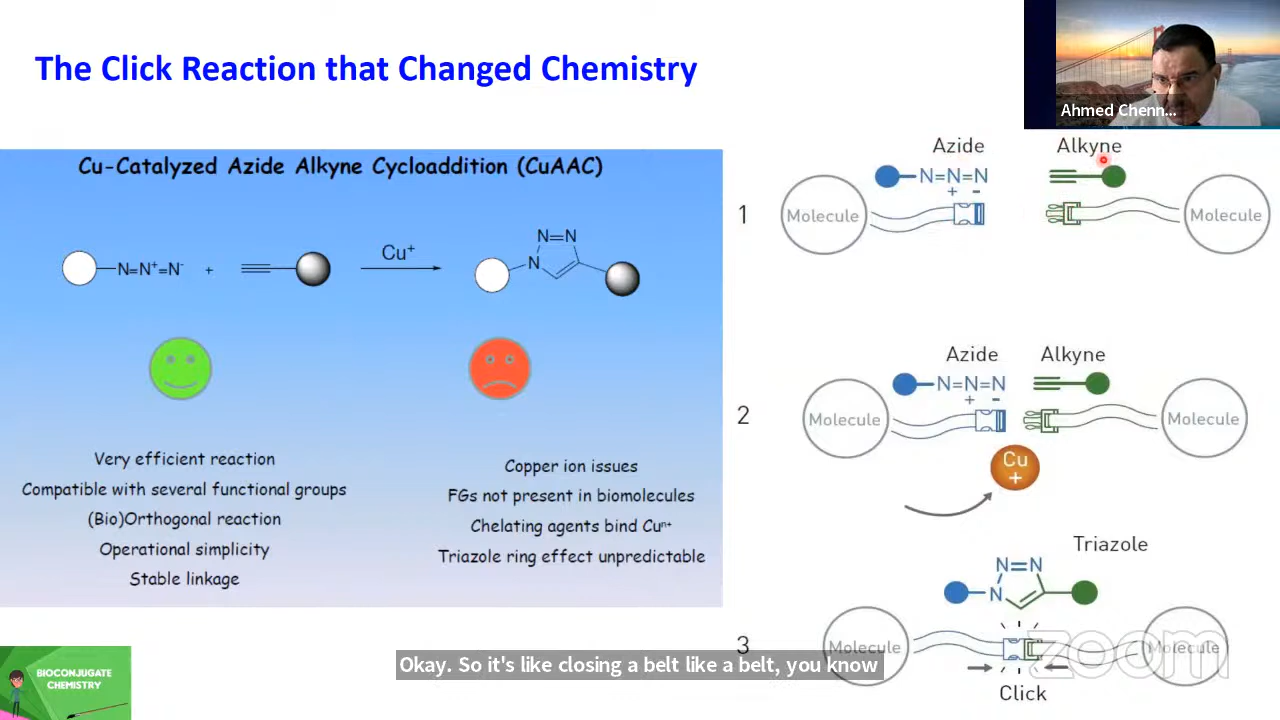 The Click Reaction that Changed Chemistry
Ahmed Chenn...
Cu-Catalyzed Azide Alkyne Cycloaddition (CuAAC)
N=N⁺=N⁻
+
Cu⁺
N=N
N
Very efficient reaction
Compatible with several functional groups
(Bio)Orthogonal reaction
Operational simplicity
Stable linkage
Copper ion issues
FGs not present in biomolecules
Chelating agents bind Cuⁿ⁺
Triazole ring effect unpredictable
Azide
Alkyne
N=N=N
+ -
1
Molecule
Molecule
Azide
Alkyne
N=N=N
+ -
2
Molecule
Molecule
Cu
+
Triazole
N=N
N
3
Molecule
Molecule
Click
zoom
BIOCONJUGATE
CHEMISTRY
Okay. So it's like closing a belt like a belt, you know